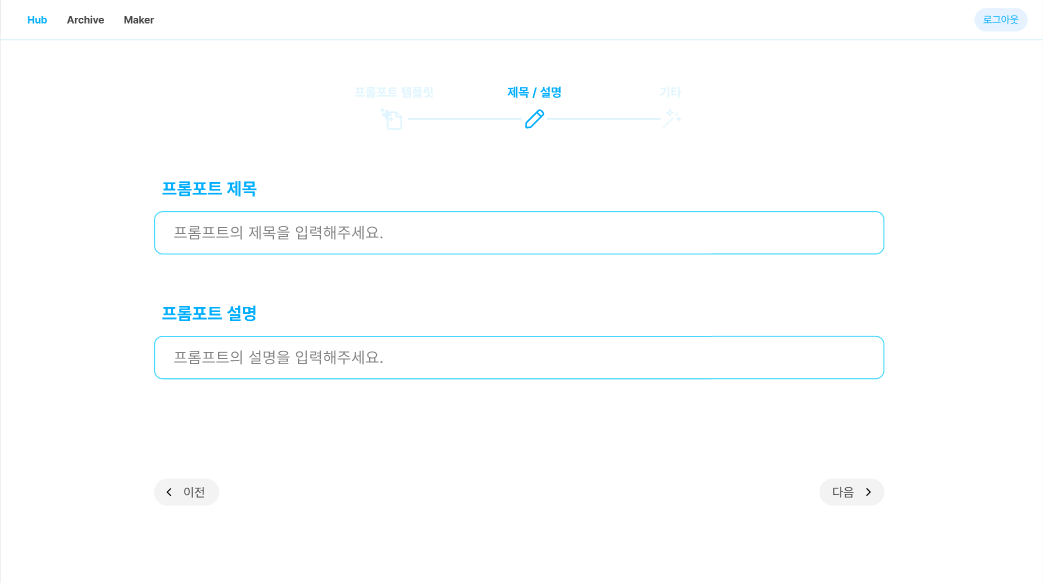 Hub Archive Maker 로그아웃
프롬포트 템플릿 제목 / 설명 기타
프롬포트 제목
프롬프트의 제목을 입력해주세요.
프롬포트 설명
프롬프트의 설명을 입력해주세요.
이전 다음